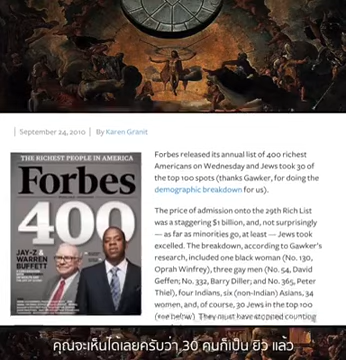 September 24, 2010 | By Karen Granit
Forbes released its annual list of 400 richest
Americans on Wednesday and Jews took 30 of
the top 100 spots (thanks Gawker, for doing the
demographic breakdown for us).
THE RICHEST PEOPLE IN AMERICA
Forbes
400
JAY-Z &
WARREN
BUFFETT
The price of admission onto the 29th Rich List
was a staggering $1 billion, and, not surprisingly
— as far as minorities go, at least — Jews took
excelled. The breakdown, according to Gawker's
research, included one black woman (No. 130,
Oprah Winfrey), three gay men (No. 54, David
Geffen; No. 332, Barry Diller; and No. 365, Peter
Thiel), four Indians, six (non-Indian) Asians, 34
women, and, of course, 30 Jews in the top 100
(see below). They must have stopped counting
คุณจะเห็นได้เลยครับว่า 30 คนก็เป็น ยิว แล้ว